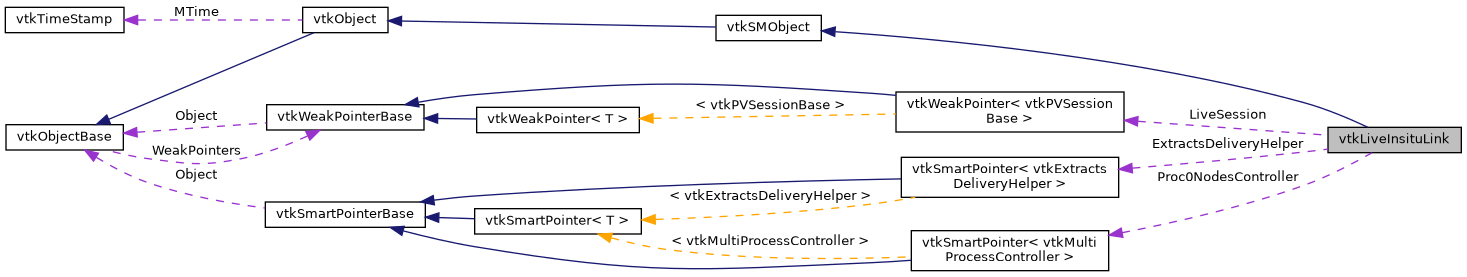 vtkTimeStamp
MTime
vtkObject
vtkSMObject
vtkObjectBase
Object
WeakPointers
Object
vtkWeakPointerBase
vtkWeakPointer< T >
< vtkPVSessionBase >
vtkWeakPointer< vtkPVSession
Base >
LiveSession
vtkLiveInsituLink
ExtractsDeliveryHelper
Proc0NodesController
vtkSmartPointer< vtkExtracts
DeliveryHelper >
< vtkExtractsDeliveryHelper >
vtkSmartPointerBase
vtkSmartPointer< T >
< vtkMultiProcessController >
vtkSmartPointer< vtkMulti
ProcessController >